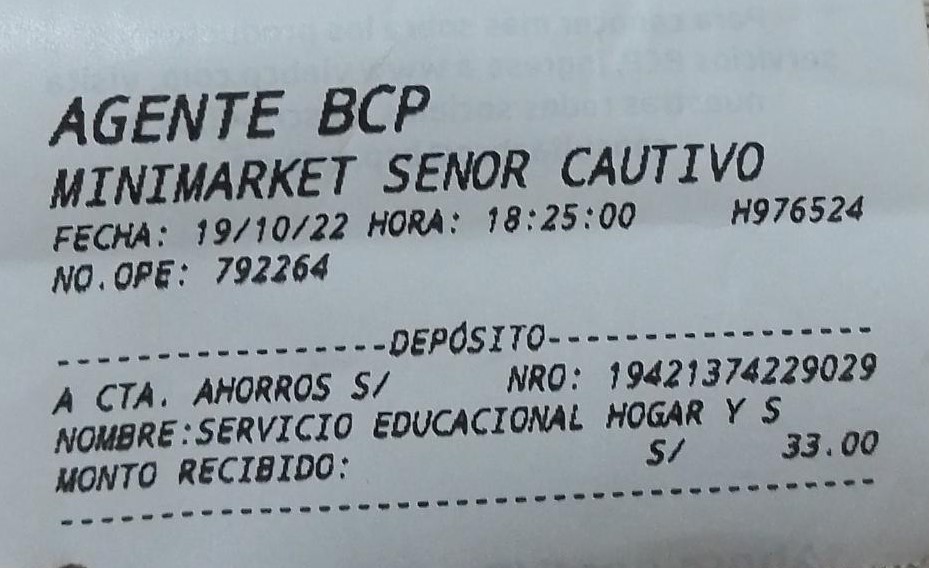 AGENTE BCP
MINIMARKET SENOR CAUTIVO
FECHA: 19/10/22 HORA: 18:25:00 H976524
NO.OPE: 792264
-----------------DEPÓSITO-----------------
A CTA. AHORROS S/ NRO: 19421374229029
NOMBRE:SERVICIO EDUCACIONAL HOGAR Y S
MONTO RECIBIDO: S/ 33.00
------------------------------------------